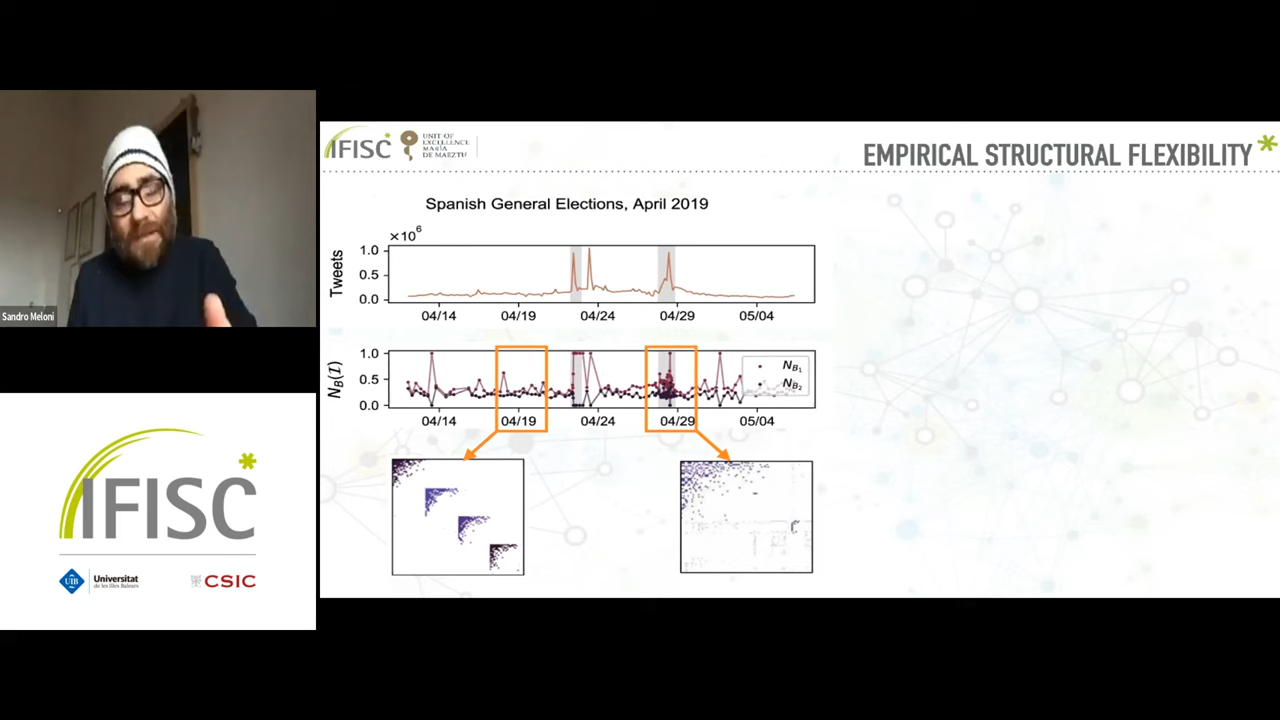 Sandro Meloni
IFISC
UIB
Universitat
de les Illes Balears
CSIC
IFISC
UNIT OF
EXCELLENCE
MARÍA
DE MAEZTU
EMPIRICAL STRUCTURAL FLEXIBILITY
Spanish General Elections, April 2019
×10⁶
Tweets
1.0
0.5
0.0
04/14 04/19 04/24 04/29 05/04
N_B(I)
1.0
0.5
0.0
N_B₁
N_B₂
04/14 04/19 04/24 04/29 05/04